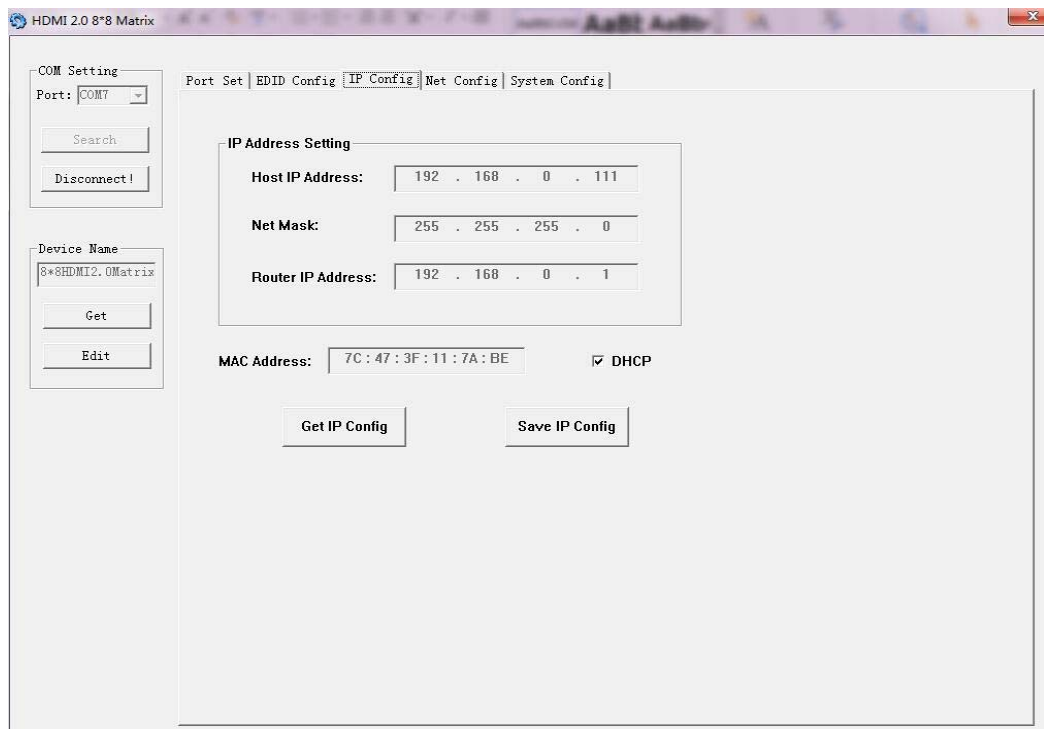 HDMI 2.0 8*8 Matrix
AaBb AaBb
COM Setting
Port: COM7
Search
Disconnect!
Device Name
8*8HDMI2.0Matrix
Get
Edit
Port Set EDID Config IP Config Net Config System Config
IP Address Setting
Host IP Address: 192 . 168 . 0 . 111
Net Mask: 255 . 255 . 255 . 0
Router IP Address: 192 . 168 . 0 . 1
MAC Address: 7C:47:3F:11:7A:BE
DHCP
Get IP Config
Save IP Config